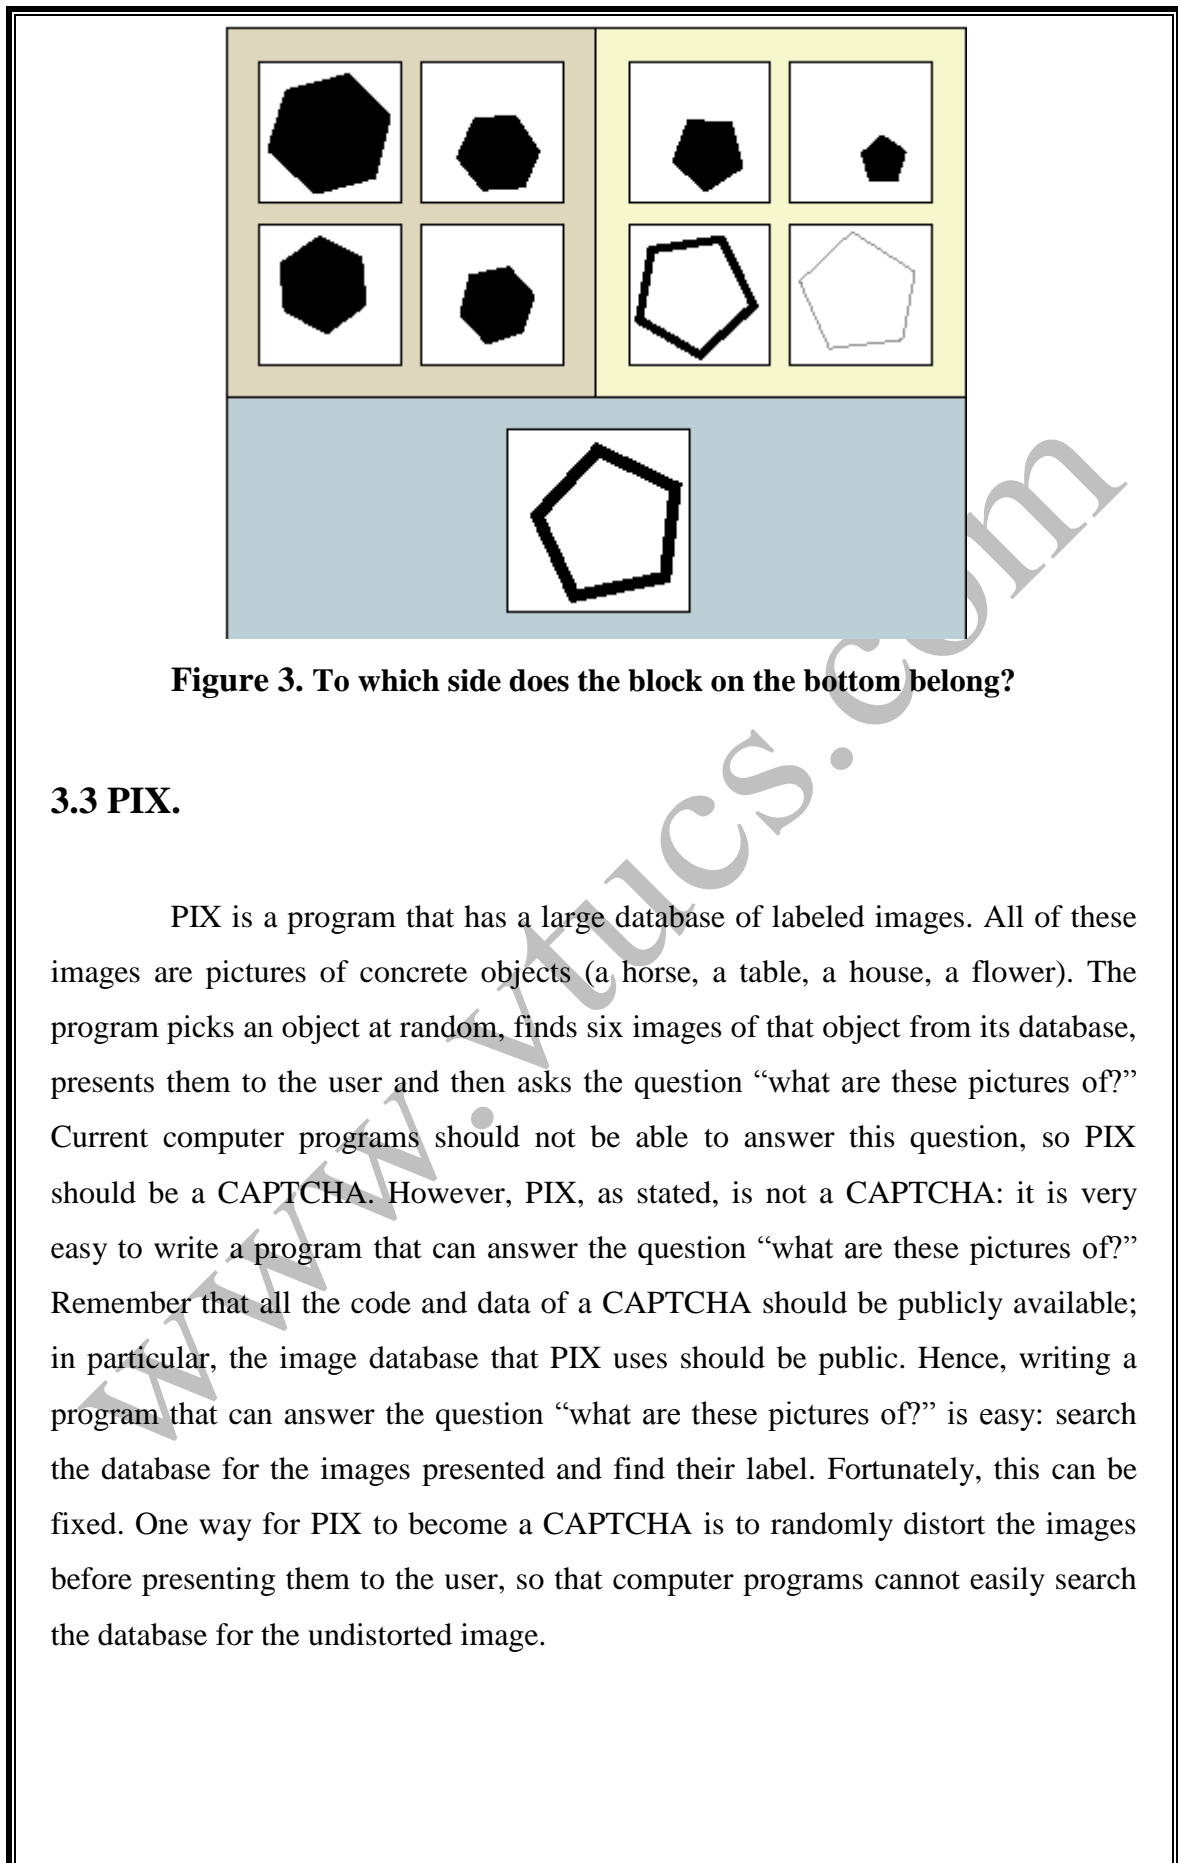 Figure 3. To which side does the block on the bottom belong?
3.3 PIX.
PIX is a program that has a large database of labeled images. All of these
images are pictures of concrete objects (a horse, a table, a house, a flower). The
program picks an object at random, finds six images of that object from its database,
presents them to the user and then asks the question “what are these pictures of?”
Current computer programs should not be able to answer this question, so PIX
should be a CAPTCHA. However, PIX, as stated, is not a CAPTCHA: it is very
easy to write a program that can answer the question “what are these pictures of?”
Remember that all the code and data of a CAPTCHA should be publicly available;
in particular, the image database that PIX uses should be public. Hence, writing a
program that can answer the question “what are these pictures of?” is easy: search
the database for the images presented and find their label. Fortunately, this can be
fixed. One way for PIX to become a CAPTCHA is to randomly distort the images
before presenting them to the user, so that computer programs cannot easily search
the database for the undistorted image.
www.vtucs.com